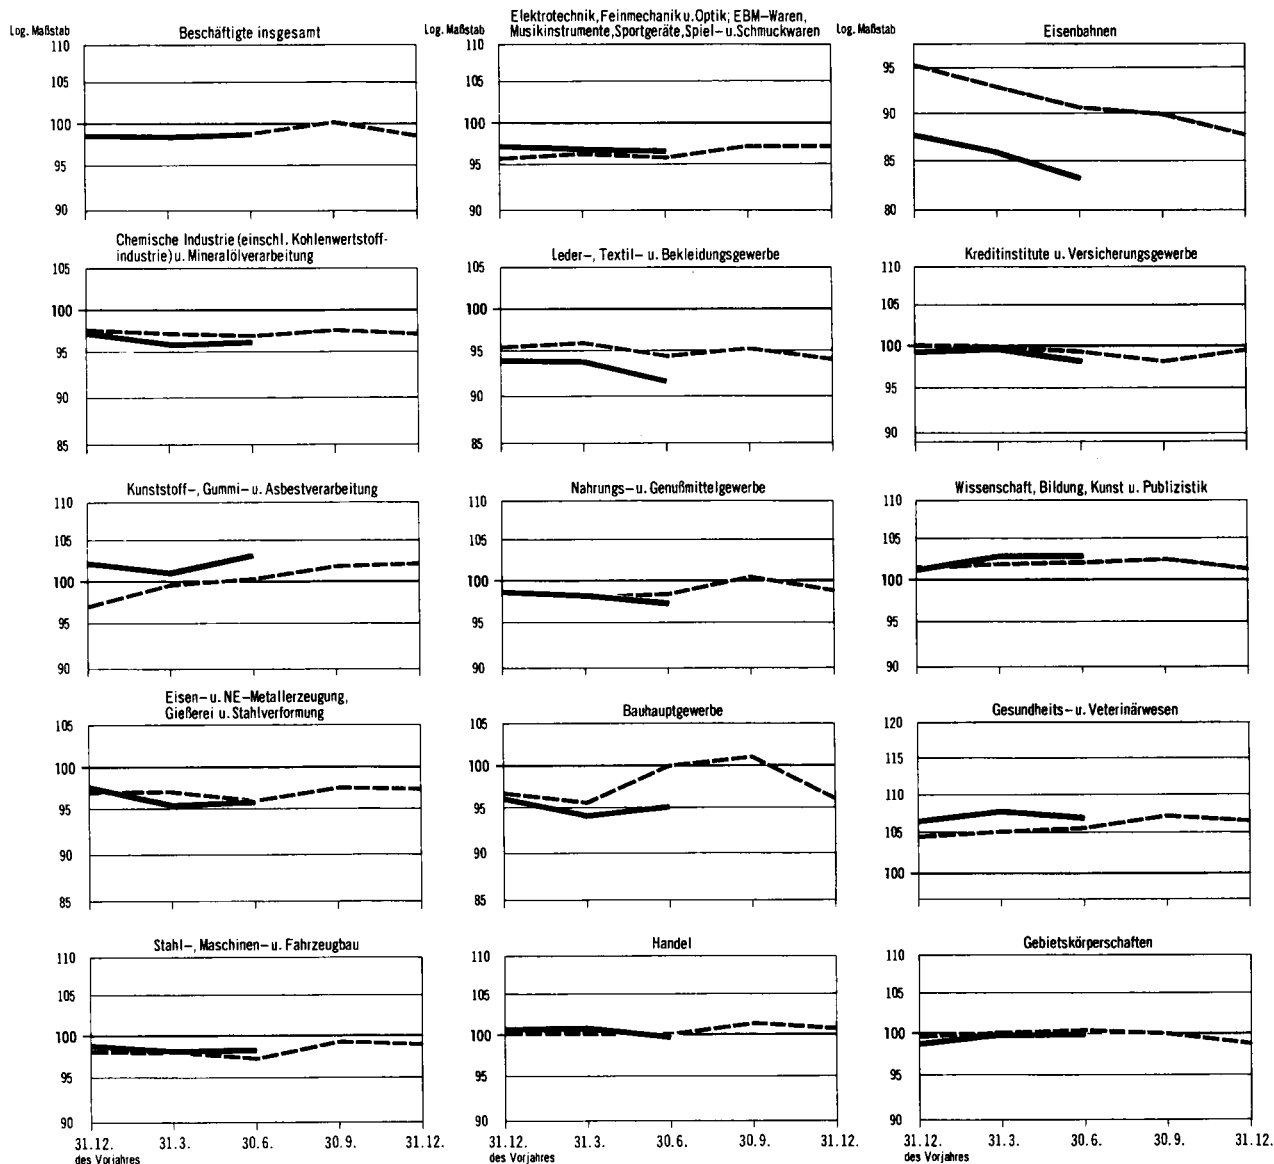 Log. Maßstab
Beschäftigte insgesamt
110
105
100
95
90
Log. Maßstab
Elektrotechnik, Feinmechanik u. Optik; EBM-Waren,
Musikinstrumente, Sportgeräte, Spiel- u. Schmuckwaren
110
105
100
95
90
Log. Maßstab
Eisenbahnen
95
90
85
80
Chemische Industrie (einschl. Kohlenwertstoff-
industrie) u. Mineralölverarbeitung
105
100
95
90
85
Leder-, Textil- u. Bekleidungsgewerbe
105
100
95
90
85
Kreditinstitute u. Versicherungsgewerbe
110
105
100
95
90
Kunststoff-, Gummi- u. Asbestverarbeitung
110
105
100
95
90
Nahrungs- u. Genußmittelgewerbe
110
105
100
95
90
Wissenschaft, Bildung, Kunst u. Publizistik
110
105
100
95
90
Eisen- u. NE-Metallerzeugung,
Gießerei u. Stahlverformung
105
100
95
90
85
Bauhauptgewerbe
105
100
95
90
85
Gesundheits- u. Veterinärwesen
120
115
110
105
100
Stahl-, Maschinen- u. Fahrzeugbau
110
105
100
95
90
31.12. 31.3. 30.6. 30.9. 31.12.
des Vorjahres
Handel
110
105
100
95
90
31.12. 31.3. 30.6. 30.9. 31.12.
des Vorjahres
Gebietskörperschaften
110
105
100
95
90
31.12. 31.3. 30.6. 30.9. 31.12.
des Vorjahres